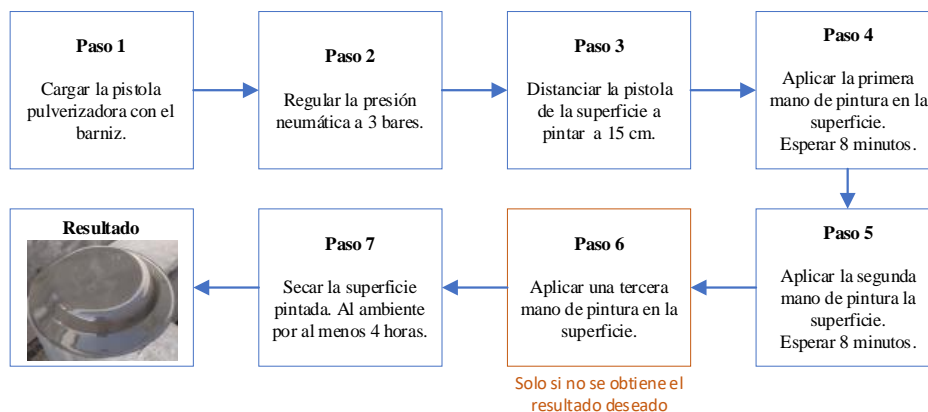 Paso 1
Cargar la pistola
pulverizadora con el
barniz.
Paso 2
Regular la presión
neumática a 3 bares.
Paso 3
Distanciar la pistola
de la superficie a
pintar a 15 cm.
Paso 4
Aplicar la primera
mano de pintura en la
superficie.
Esperar 8 minutos.
Paso 5
Aplicar la segunda
mano de pintura la
superficie.
Esperar 8 minutos.
Paso 6
Aplicar una tercera
mano de pintura en la
superficie.
Solo si no se obtiene el
resultado deseado
Paso 7
Secar la superficie
pintada. Al ambiente
por al menos 4 horas.
Resultado